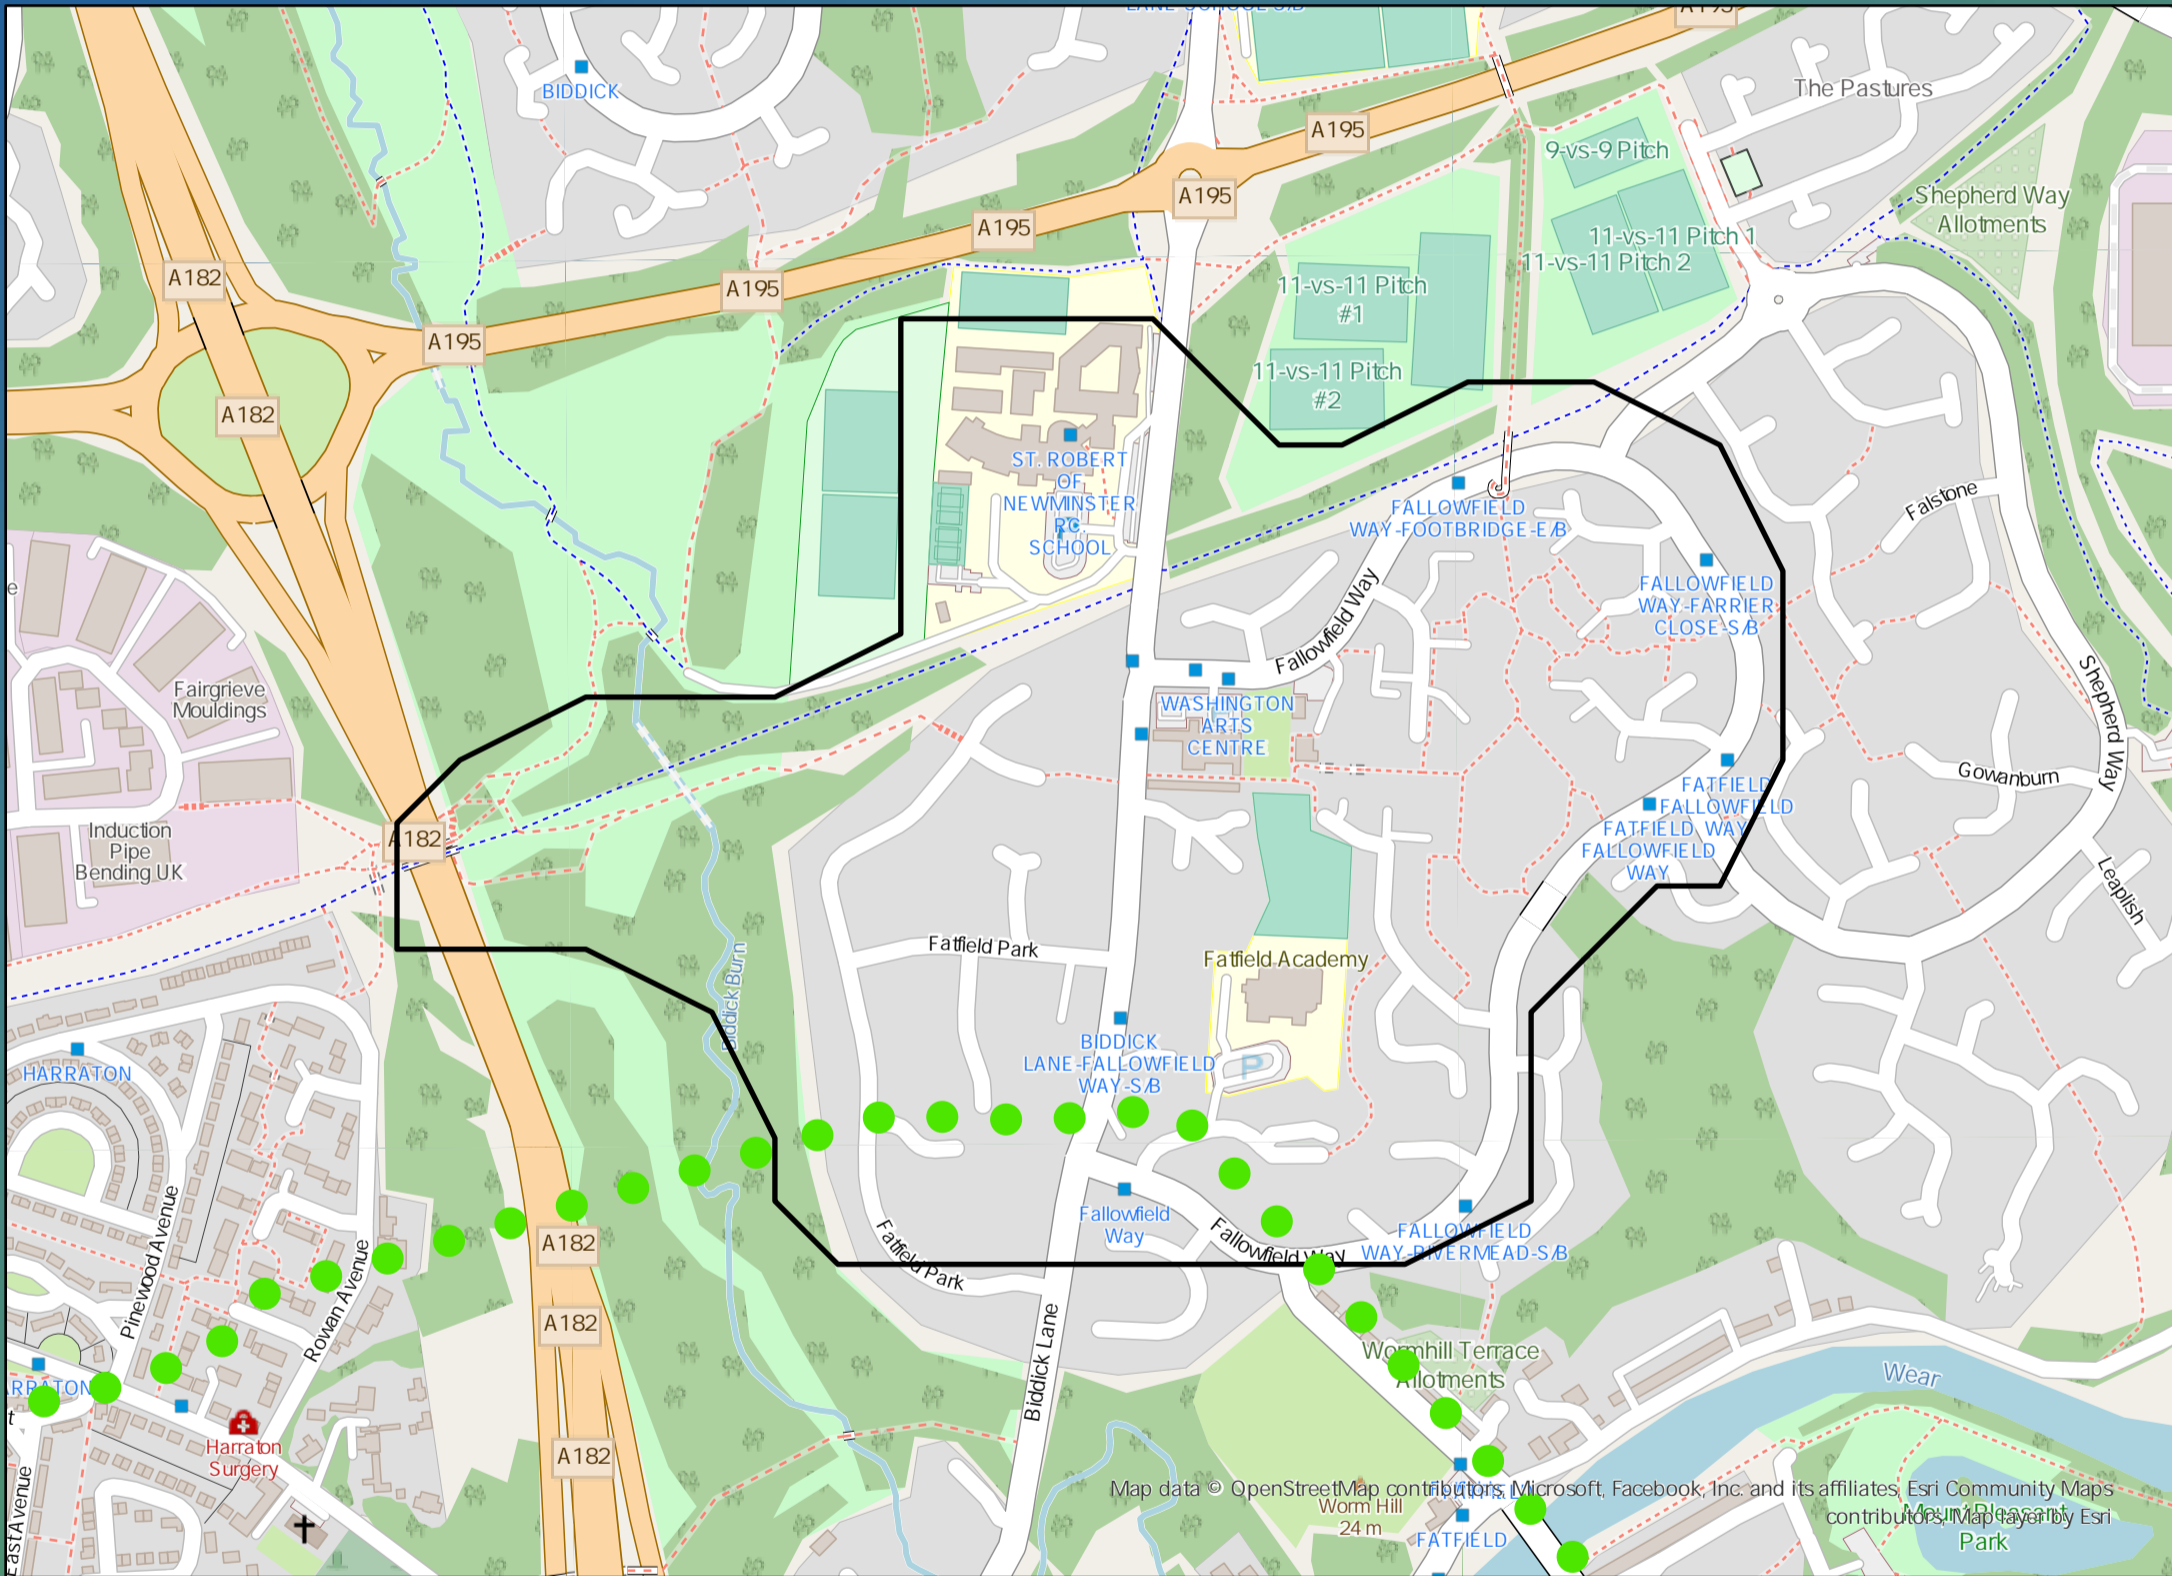 A195
BIDDICK
The Pastures
A195
9-vs-9 Pitch
A195
Shepherd Way
Allotments
A195
11-vs-11 Pitch 1
11-vs-11 Pitch 2
A182
A195
11-vs-11 Pitch
#1
A195
11-vs-11 Pitch
#2
A182
ST. ROBERT
OF
NEWMINSTER
RC
SCHOOL
FALLOWFIELD
WAY-FOOTBRIDGE-E/B
Falstone
FALLOWFIELD
WAY-FARRIER
CLOSE-S/B
Fallowfield Way
Shepherd Way
Fairgrieve
Mouldings
WASHINGTON
ARTS
CENTRE
Gowanburn
FATFIELD
FALLOWFIELD
WAY
FATFIELD
FALLOWFIELD
WAY
A182
Induction
Pipe
Bending UK
Leaplish
Fatfield Park
Fatfield Academy
Biddick Burn
BIDDICK
LANE-FALLOWFIELD
WAY-S/B
P
HARRATON
Pinewood Avenue
Rowan Avenue
Fallowfield
Way
Fatfield Park
Fallowfield Way
FALLOWFIELD
WAY-RIVERMEAD-S/B
A182
A182
Biddick Lane
Wormhill Terrace
Allotments
Wear
Harraton
Surgery
A182
East Avenue
Worm Hill
24 m
FATFIELD
Map data © OpenStreetMap contributors, Microsoft, Facebook, Inc. and its affiliates, Esri Community Maps
contributors, Map layer by Esri
Mount Pleasant
Park